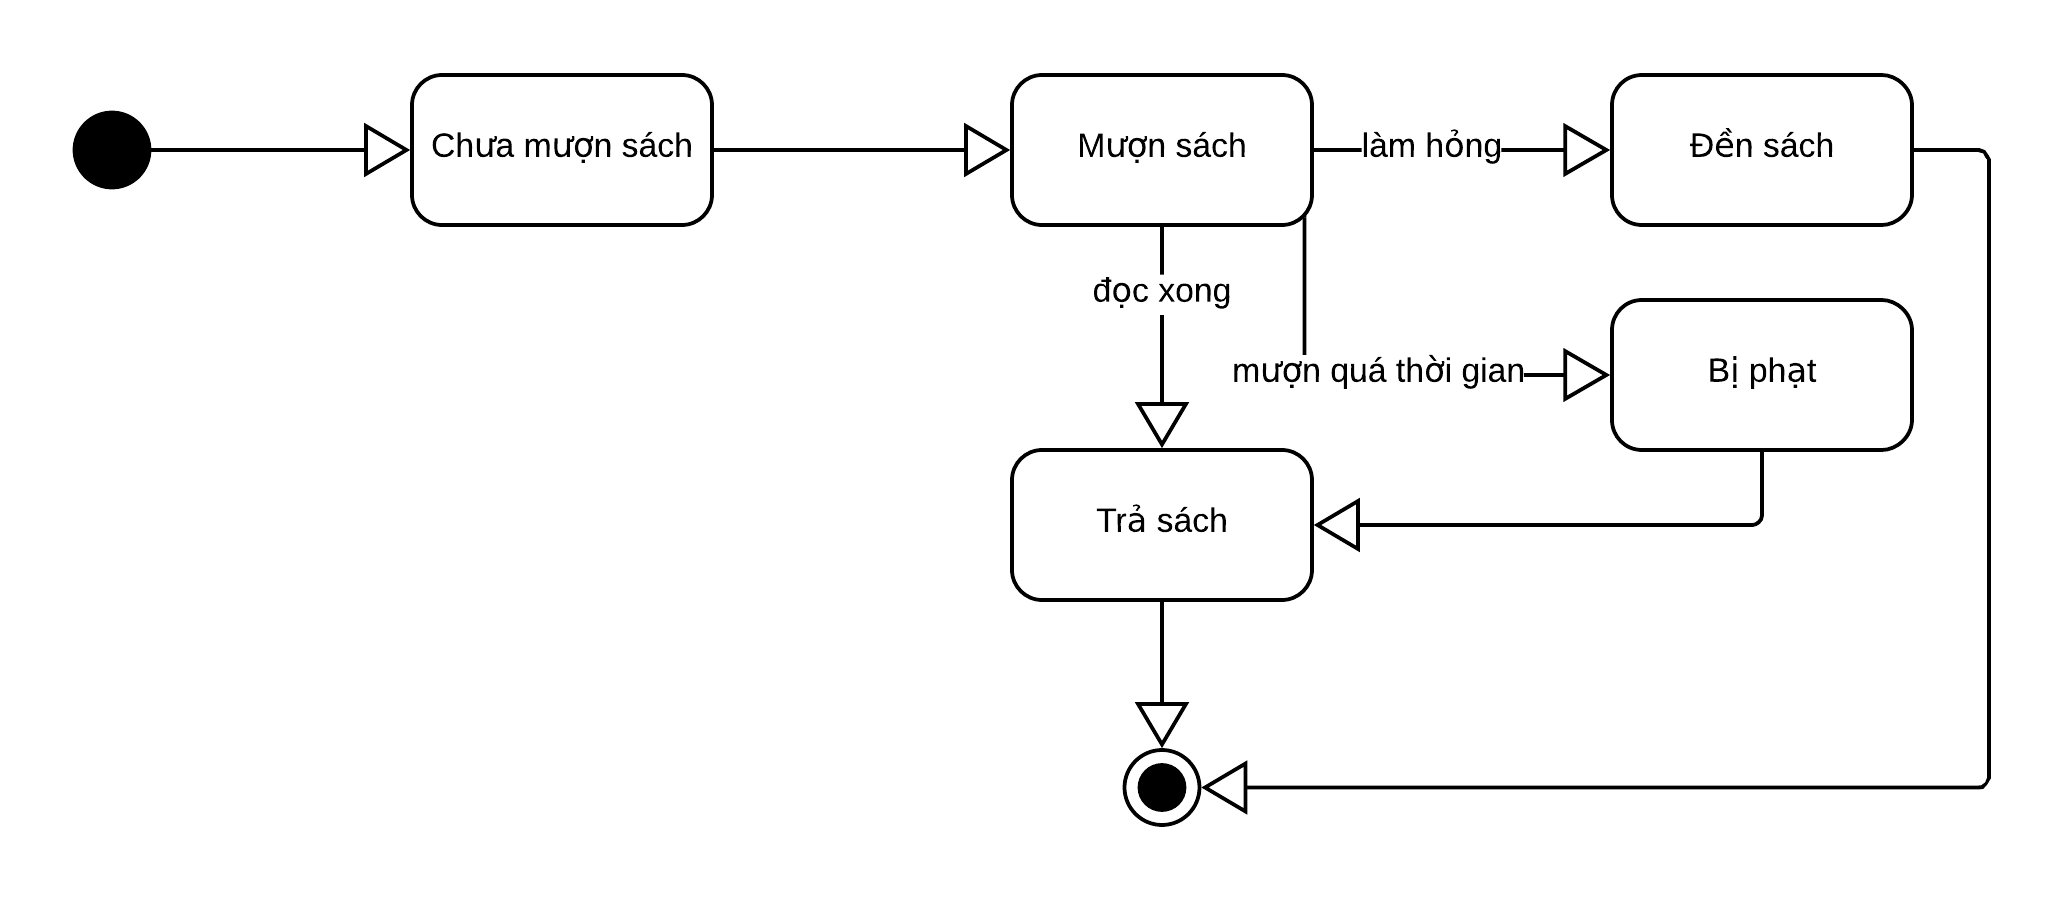 Chưa mượn sách
Mượn sách
làm hỏng
Đền sách
đọc xong
mượn quá thời gian
Bị phạt
Trả sách